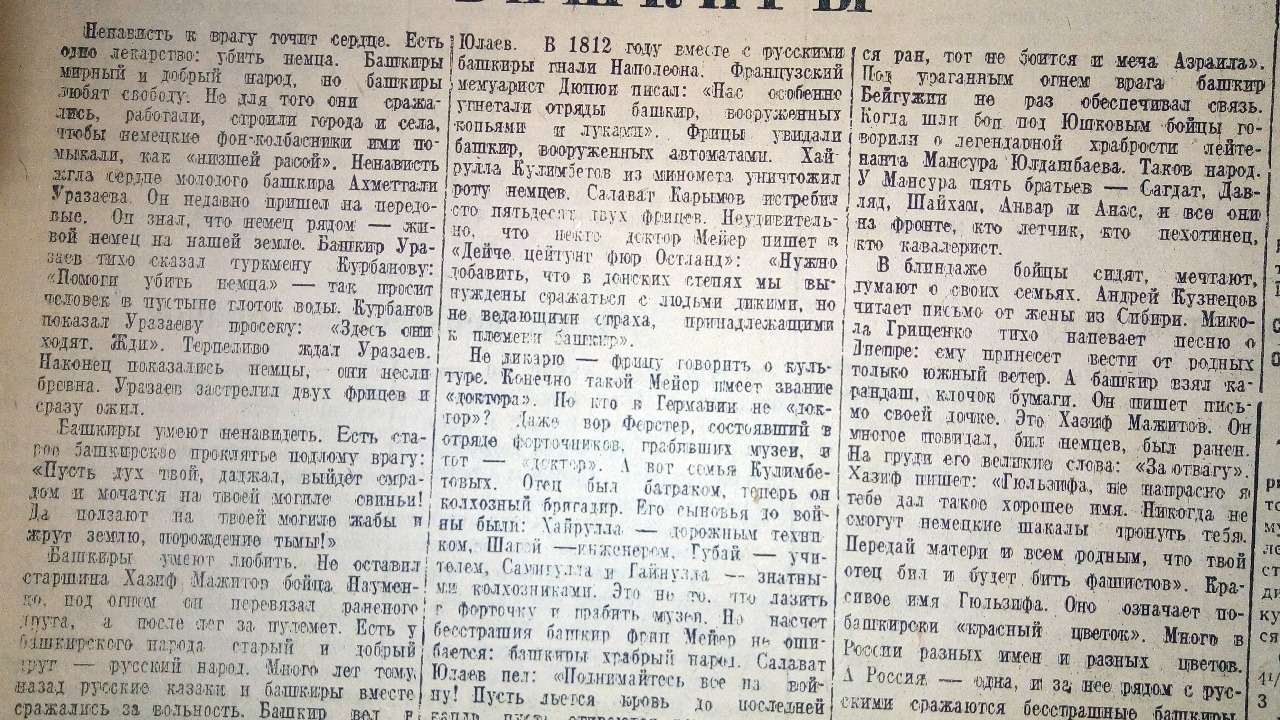 БАШКИРЫ
Ненависть к врагу точит сердце. Есть
одно лекарство: убить немца. Башкиры
мирный и добрый народ, но башкиры
любят свободу. Не для того они сража-
лись, работали, строили города и села,
чтобы немецкие фон-колбасники ими по-
мыкали, как «низшей расой». Ненависть
жгла сердце молодого башкира Ахметтали
Уразаева. Он недавно пришел на передо-
вые. Он знал, что немец рядом — жи-
вой немец на нашей земле. Башкир Ура-
заев тихо сказал туркмену Курбанову:
«Помоги убить немца» — так просит
человек в пустыне глоток воды. Курбанов
показал Уразаеву просеку: «Здесь они
ходят. Жди» Терпеливо ждал Уразаев.
Наконец показались немцы, они несли
бревна. Уразаев застрелил двух фрицев и
сразу ожил.
Башкиры умеют ненавидеть. Есть ста-
рое башкирское проклятье подлому врагу:
«Пусть дух твой, даджал, выйдет смра-
дом и мочатся на твоей могиле свиньи!
Да ползают на твоей могиле жабы и
жрут землю, порождение тьмы!»
Башкиры умеют любить. Не оставил
старшина Хазиф Мажитов бойца Наумен-
ко, под огнем он перевязал раненого
друга, а после лег за пулемет. Есть у
башкирского народа старый и добрый
друг — русский народ. Много лет тому
назад русские казаки и башкиры вместе
сражались за вольность. Башкир вел в
Юлаев. В 1812 году вместе с русскими
башкиры гнали Наполеона. Французский
мемуарист Дюпюи писал: «Нас особенно
угнетали отряды башкир, вооруженных
копьями и луками». Фрицы увидали
башкир, вооруженных автоматами. Хай-
рулла Кулимбетов из миномета уничтожил
роту немцев. Салават Карымов истребил
сто пятьдесят двух фрицев. Неудивитель-
но, что некто доктор Мейер пишет в
«Дейче цейтунг фюр Остланд»: «Нужно
добавить, что в донских степях мы вы-
нуждены сражаться с людьми дикими, но
не ведающими страха, принадлежащими
к племени башкир».
Не дикарю — фрицу говорить о куль-
туре. Конечно такой Мейер имеет звание
«доктора». Но кто в Германии не «док-
тор»? Даже вор Ферстер, состоявший в
отряде форточников, грабивших музеи, и
тот — «доктор». А вот семья Кулимбе-
товых. Отец был батраком, теперь он
колхозный бригадир. Его сыновья до вой-
ны были: Хайрулла — дорожным техни
ком, Шагей —инженером, Губай — учи-
телем, Самигулла и Гайнулла — знатны-
ми колхозниками. Это не то, что лазить
в форточку и грабить музеи. Но насчет
бесстрашия башкир фриц Мейер не оши-
бается: башкиры храбрый народ. Салават
Юлаев пел: «Поднимайтесь все на вой-
ну! Пусть льется кровь до последней
ся ран, тот не боится и меча Азраила».
Под ураганным огнем врага башкир
Бейгужин не раз обеспечивал связь.
Когда шли бои под Юшковым бойцы го-
ворили о легендарной храбрости лейте-
нанта Мансура Юлдашбаева. Таков народ.
У Мансура пять братьев — Сагдат, Дав-
ляд, Шайхам, Анвар и Анас, и все они
на фронте, кто летчик, кто пехотинец,
кто кавалерист.
В блиндаже бойцы сидят, мечтают,
думают о своих семьях. Андрей Кузнецов
читает письмо от жены из Сибири. Мико-
ла Грищенко тихо напевает песню о
Днепре: ему принесет вести от родных
только южный ветер. А башкир взял ка-
рандаш, клочок бумаги. Он пишет пись-
мо своей дочке. Это Хазиф Мажитов. Он
многое повидал, бил немцев, был ранен.
На груди его великие слова: «За отвагу».
Хазиф пишет: «Гюльзифа, не напрасно я
тебе дал такое хорошее имя. Никогда не
смогут немецкие шакалы тронуть тебя.
Передай матери и всем родным, что твой
отец бил и будет бить фашистов». Кра-
сивое имя Гюльзифа. Оно означает по-
башкирски «красный цветок». Много в
России разных имен и разных цветов.
А Россия — одна, и за нее рядом с рус-
скими сражаются бесстрашные башкиры.